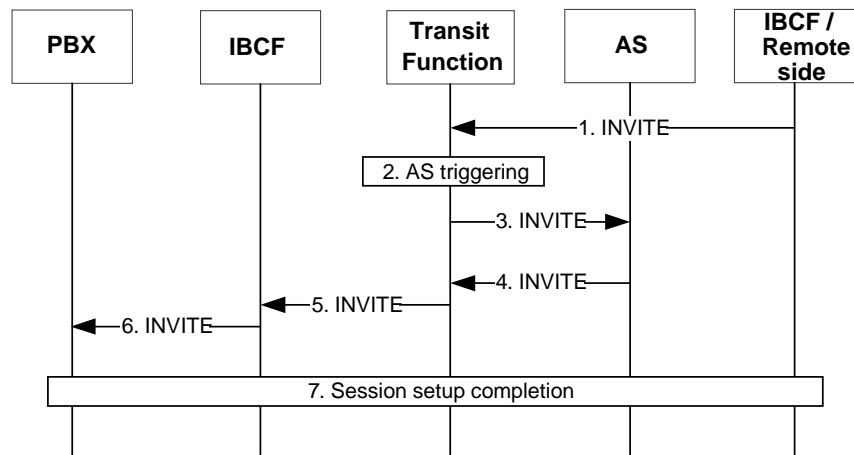 PBX
IBCF
Transit
Function
AS
IBCF /
Remote
side
1. INVITE
2. AS triggering
3. INVITE
4. INVITE
5. INVITE
6. INVITE
7. Session setup completion